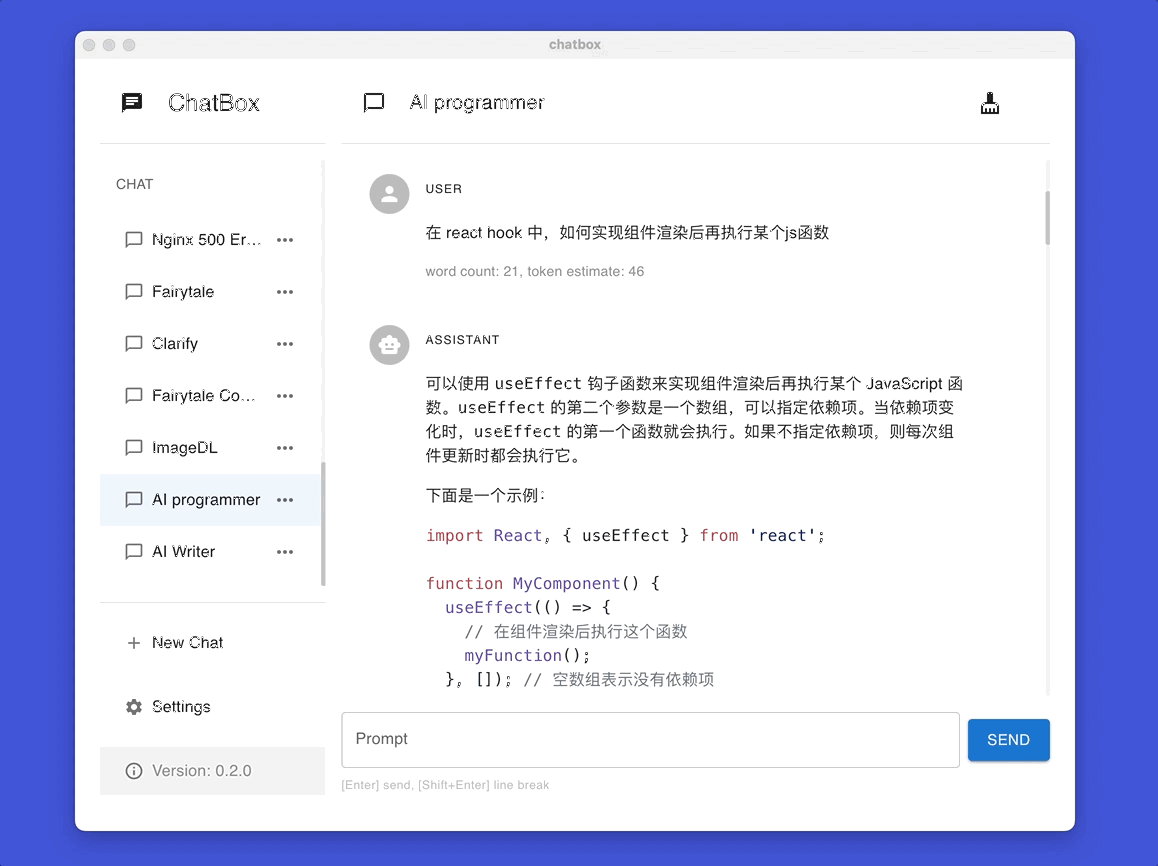 chatbox
ChatBox
AI programmer
CHAT
Nginx 500 Er...
Fairytale
Clarify
Fairytale Co...
ImageDL
AI programmer
AI Writer
New Chat
Settings
Version: 0.2.0
USER
在 react hook 中，如何实现组件渲染后再执行某个js函数
word count: 21, token estimate: 46
ASSISTANT
可以使用 useEffect 钩子函数来实现组件渲染后再执行某个 JavaScript 函
数。useEffect 的第二个参数是一个数组，可以指定依赖项。当依赖项变
化时，useEffect 的第一个函数就会执行。如果不指定依赖项，则每次组
件更新时都会执行它。
下面是一个示例：
import React, { useEffect } from 'react';
function MyComponent() {
useEffect(() => {
// 在组件渲染后执行这个函数
myFunction();
}, []); // 空数组表示没有依赖项
Prompt
SEND
[Enter] send, [Shift+Enter] line break